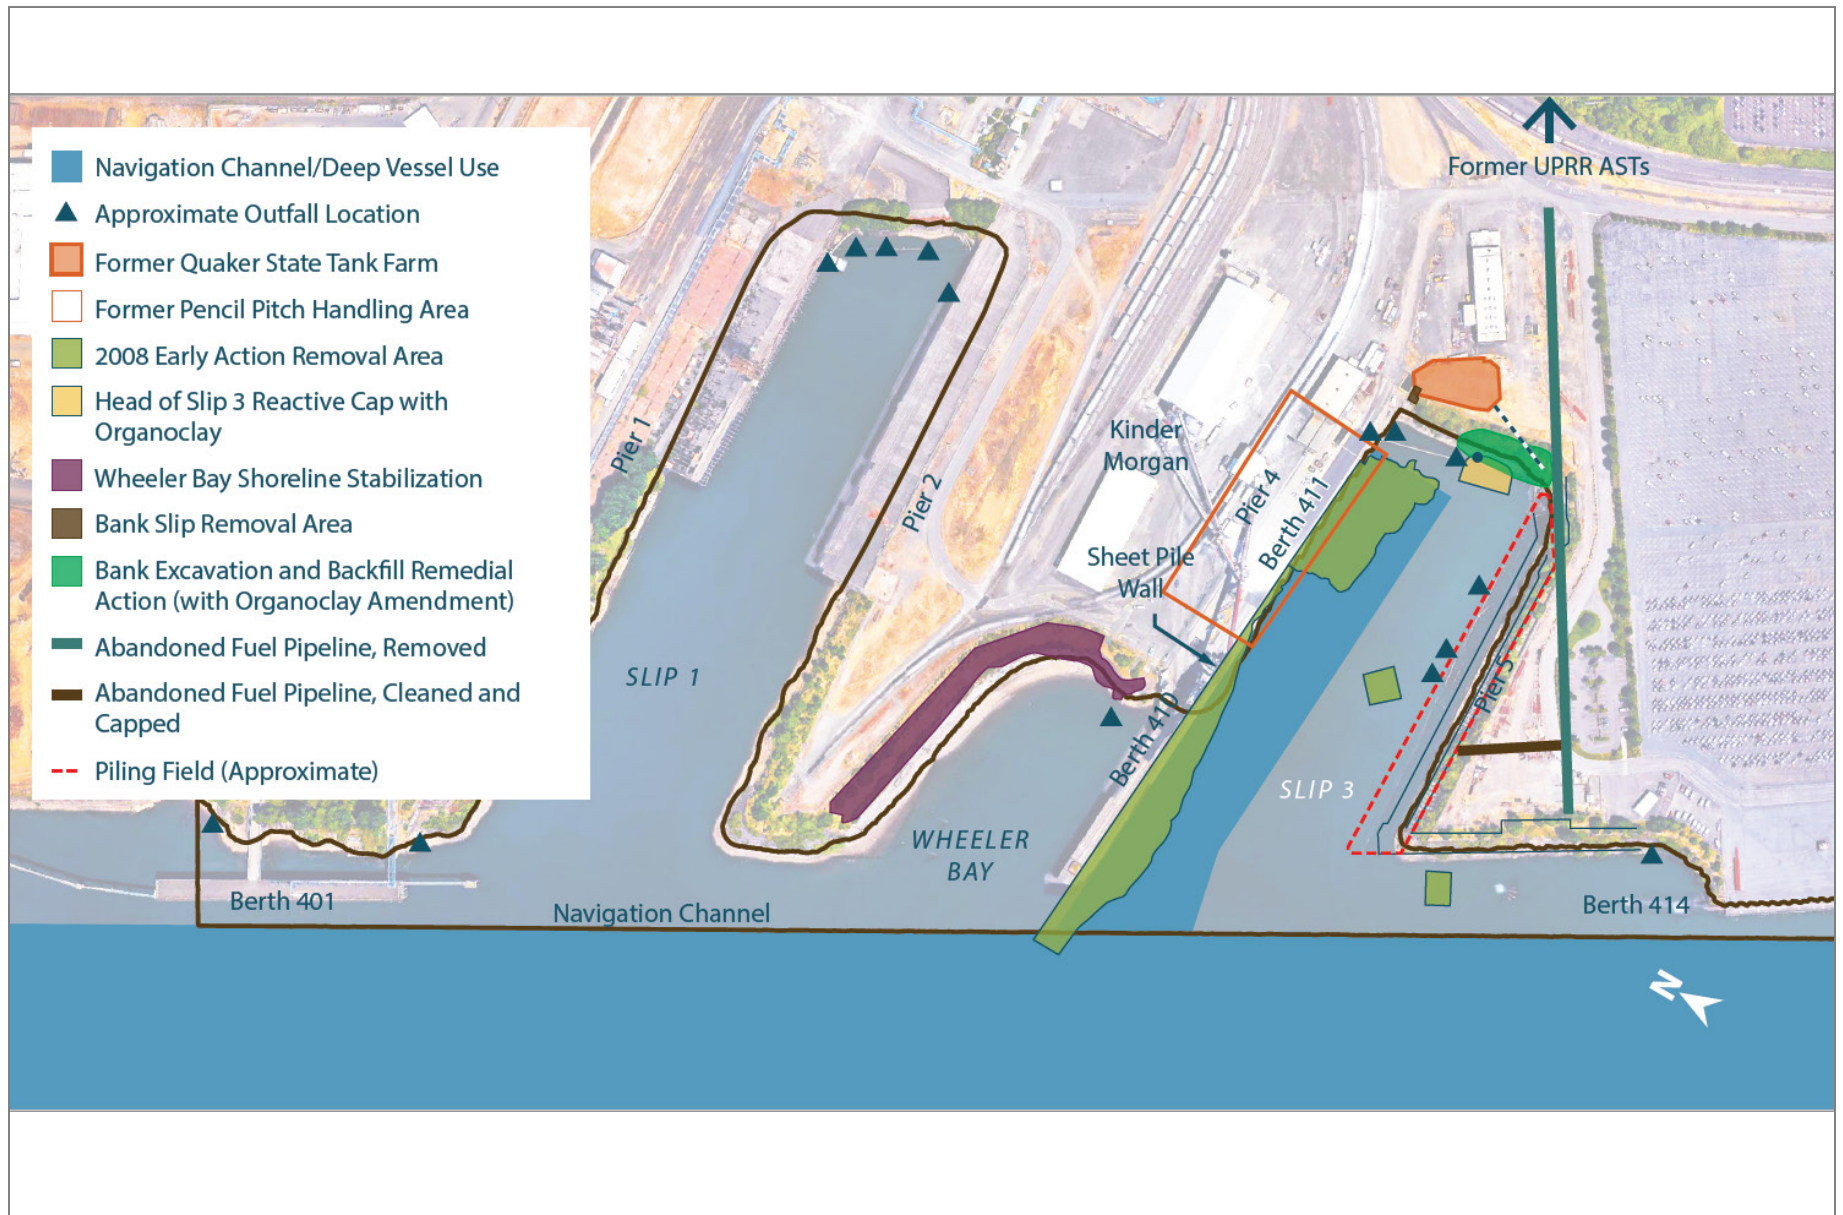 Navigation Channel/Deep Vessel Use
Approximate Outfall Location
Former Quaker State Tank Farm
Former Pencil Pitch Handling Area
2008 Early Action Removal Area
Head of Slip 3 Reactive Cap with
Organoclay
Wheeler Bay Shoreline Stabilization
Bank Slip Removal Area
Bank Excavation and Backfill Remedial
Action (with Organoclay Amendment)
Abandoned Fuel Pipeline, Removed
Abandoned Fuel Pipeline, Cleaned and
Capped
Piling Field (Approximate)
Former UPRR ASTs
Pier 1
Pier 2
Kinder
Morgan
Pier 4
Berth 411
Sheet Pile
Wall
SLIP 1
Berth 410
Pier 5
SLIP 3
WHEELER
BAY
Berth 401
Navigation Channel
Berth 414
N